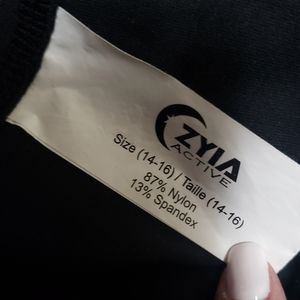 ZYIA
ACTIVE
Size (14-16) / Taille (14-16)
87% Nylon
13% Spandex